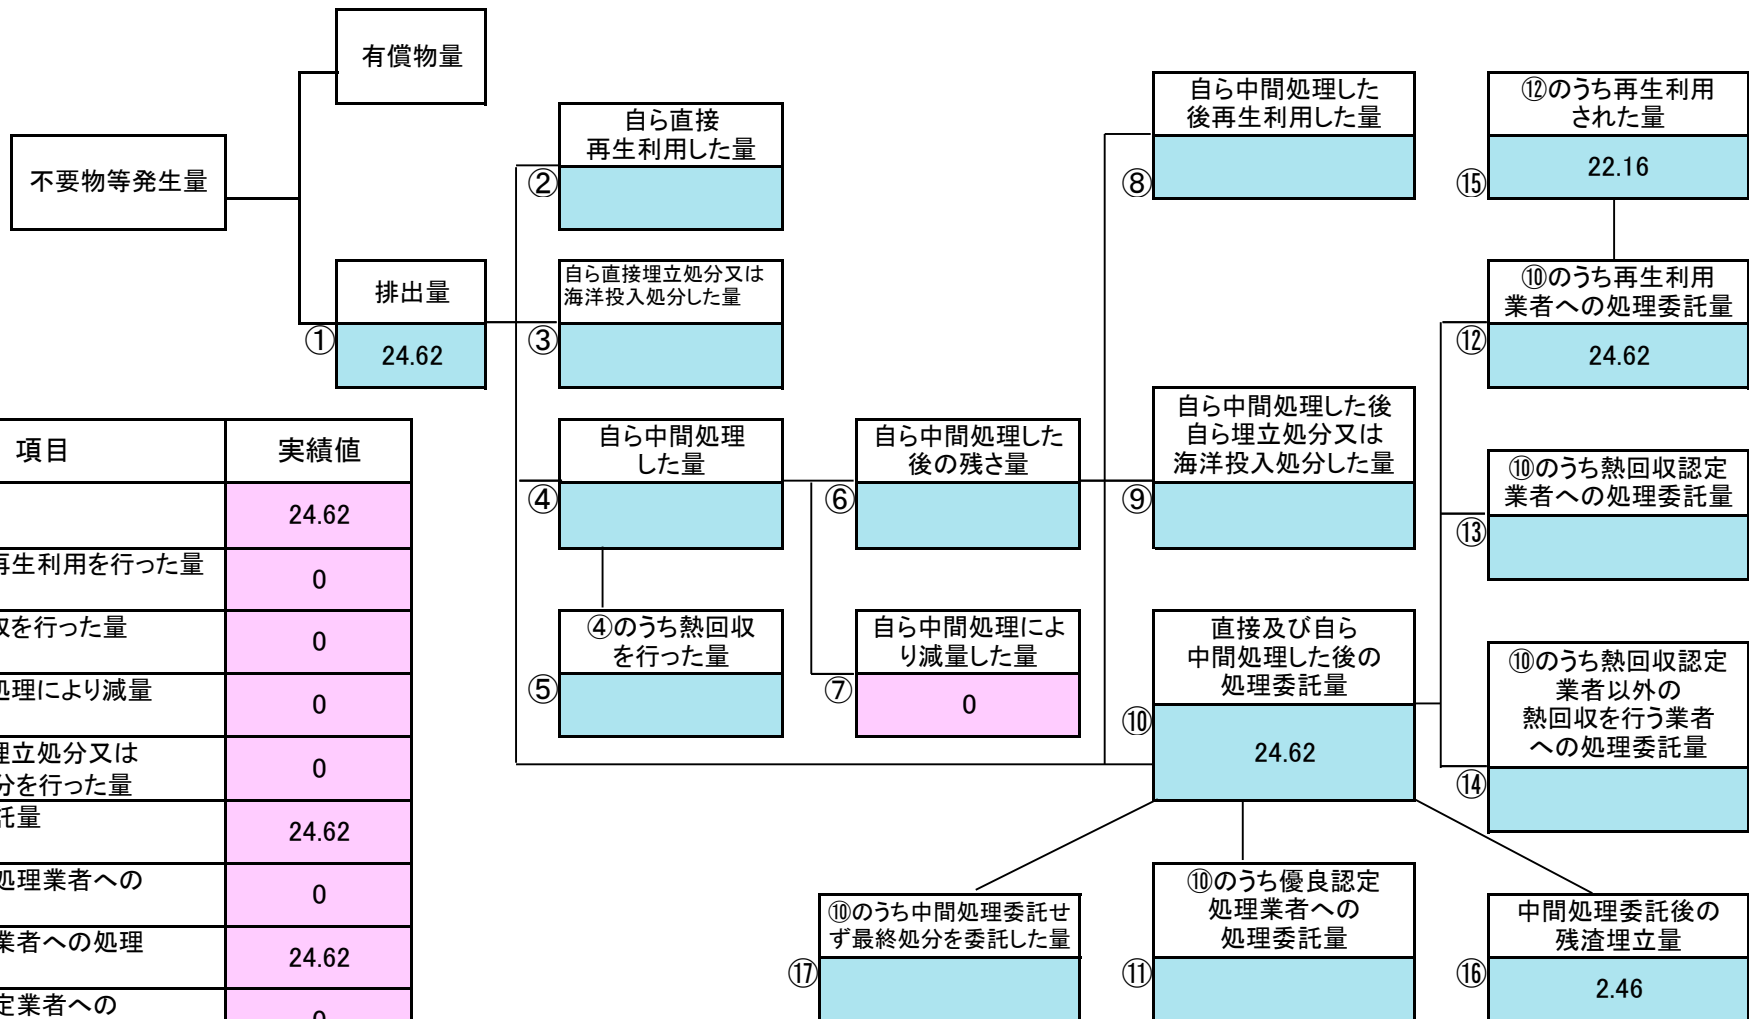 有償物量
不要物等発生量
排出量
①
24.62
自ら直接
再生利用した量
②
自ら直接埋立処分又は
海洋投入処分した量
③
自ら中間処理
した量
④
④のうち熱回収
を行った量
⑤
自ら中間処理した
後の残さ量
⑥
自ら中間処理によ
り減量した量
⑦
0
自ら中間処理した
後再生利用した量
⑧
自ら中間処理した後
自ら埋立処分又は
海洋投入処分した量
⑨
直接及び自ら
中間処理した後の
処理委託量
⑩
24.62
⑫のうち再生利用
された量
⑮
22.16
⑩のうち再生利用
業者への処理委託量
⑫
24.62
⑩のうち熱回収認定
業者への処理委託量
⑬
⑩のうち熱回収認定
業者以外の
熱回収を行う業者
への処理委託量
⑭
⑩のうち中間処理委託せ
ず最終処分を委託した量
⑰
⑩のうち優良認定
処理業者への
処理委託量
⑪
中間処理委託後の
残渣埋立量
⑯
2.46
項目 実績値
24.62
再生利用を行った量
0
収を行った量
0
処理により減量
0
埋立処分又は
分を行った量
0
託量
24.62
処理業者への
0
業者への処理
24.62
定業者への